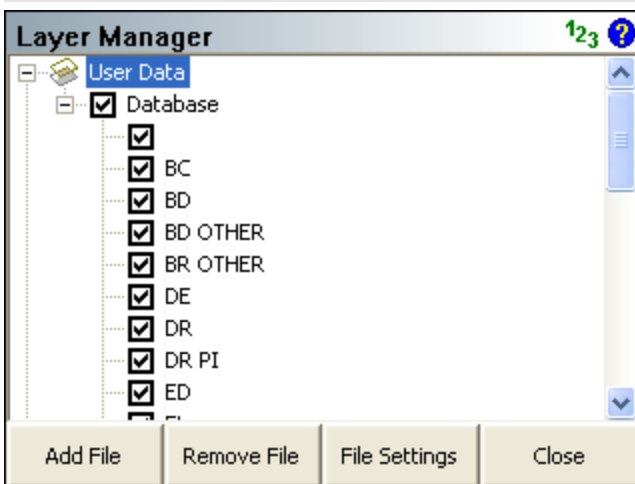 Layer Manager 123 ?
User Data
Database
BC
BD
BD OTHER
BR OTHER
DE
DR
DR PI
ED
Add File Remove File File Settings Close